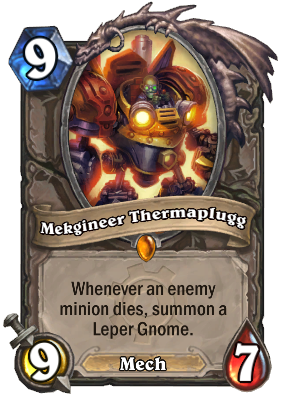 9
Mekgineer Thermaplugg
Whenever an enemy
minion dies, summon a
Leper Gnome.
9
Mech
7